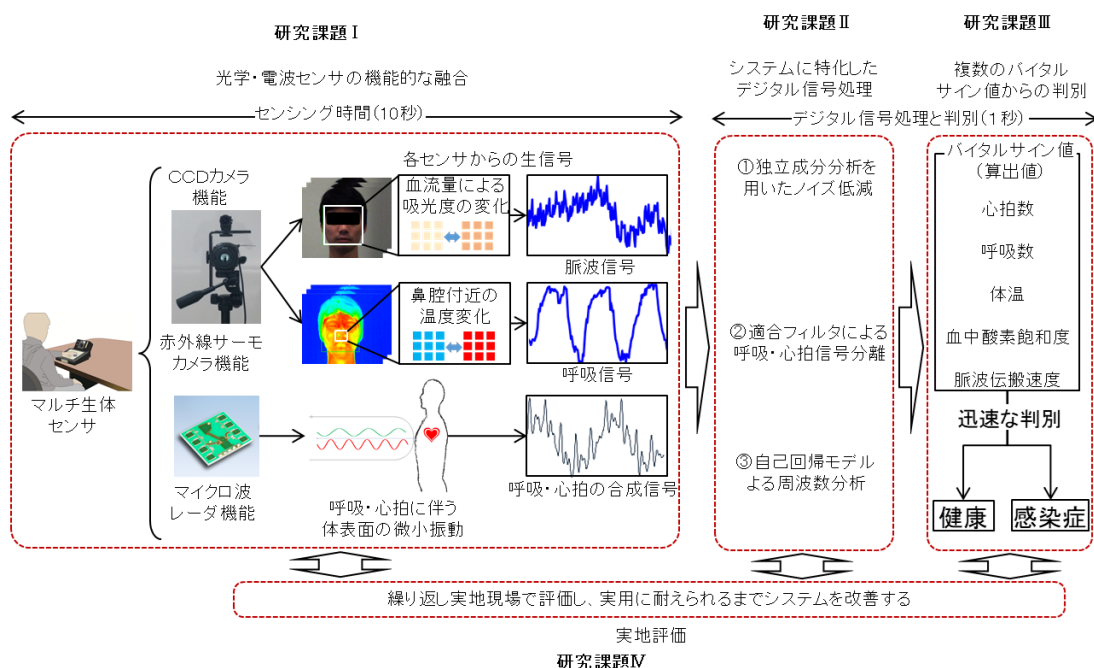 研究課題Ⅰ
光学・電波センサの機能的な融合
センシング時間(10秒)
各センサからの生信号
CCDカメラ
機能
血流量による
吸光度の変化
脈波信号
鼻腔付近の
温度変化
呼吸信号
赤外線サーモ
カメラ機能
マルチ生体
センサ
マイクロ波
レーダ機能
呼吸・心拍に伴う
体表面の微小振動
呼吸・心拍の合成信号
研究課題Ⅱ
システムに特化した
デジタル信号処理
研究課題Ⅲ
複数のバイタル
サイン値からの判別
デジタル信号処理と判別(1秒)
①独立成分分析を
用いたノイズ低減
②適合フィルタによる
呼吸・心拍信号分離
③自己回帰モデル
よる周波数分析
バイタルサイン値
(算出値)
心拍数
呼吸数
体温
血中酸素飽和度
脈波伝搬速度
迅速な判別
健康
感染症
繰り返し実地現場で評価し、実用に耐えられるまでシステムを改善する
実地評価
研究課題Ⅳ